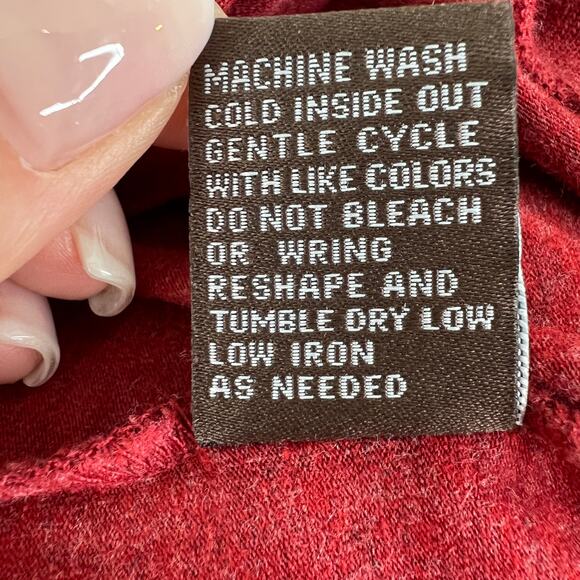 MACHINE WASH
COLD INSIDE OUT
GENTLE CYCLE
WITH LIKE COLORS
DO NOT BLEACH
OR WRING
RESHAPE AND
TUMBLE DRY LOW
LOW IRON
AS NEEDED